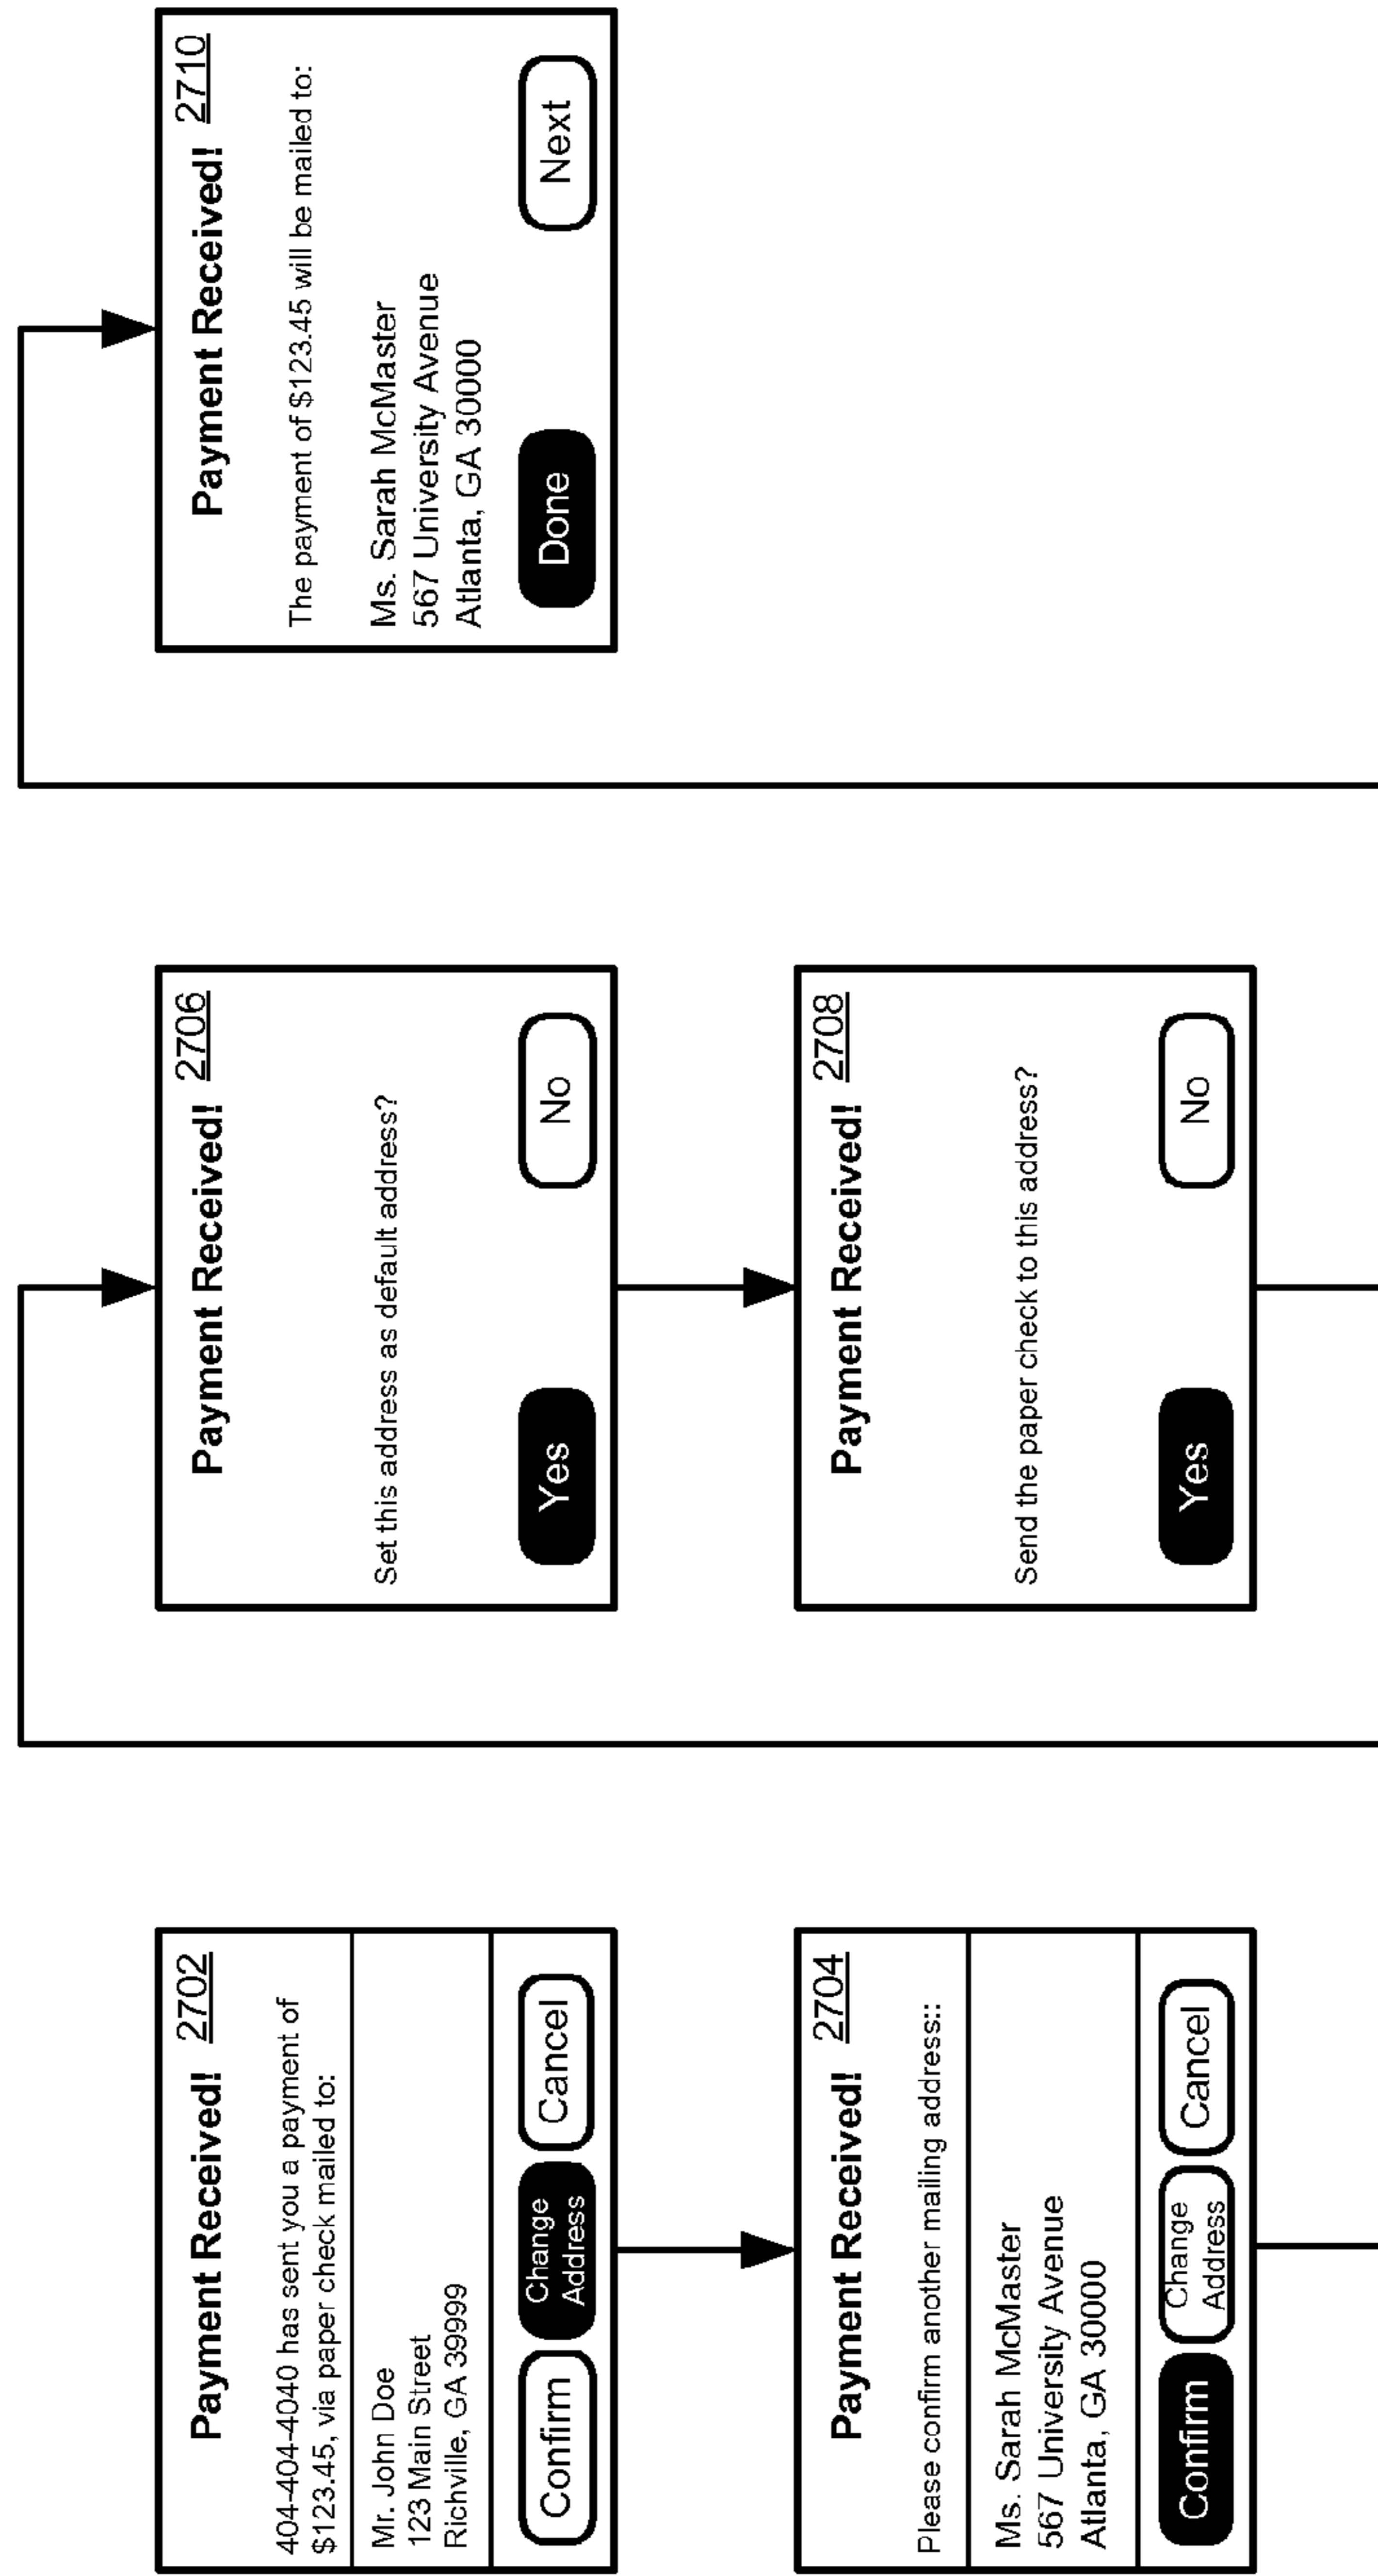 Payment Received! 2702
404-404-4040 has sent you a payment of
$123.45, via paper check mailed to:
Mr. John Doe
123 Main Street
Richville, GA 39999
Confirm
Change
Address
Cancel
Payment Received! 2704
Please confirm another mailing address::
Ms. Sarah McMaster
567 University Avenue
Atlanta, GA 30000
Confirm
Change
Address
Cancel
Payment Received! 2706
Set this address as default address?
Yes
No
Payment Received! 2708
Send the paper check to this address?
Yes
No
Payment Received! 2710
The payment of $123.45 will be mailed to:
Ms. Sarah McMaster
567 University Avenue
Atlanta, GA 30000
Done
Next